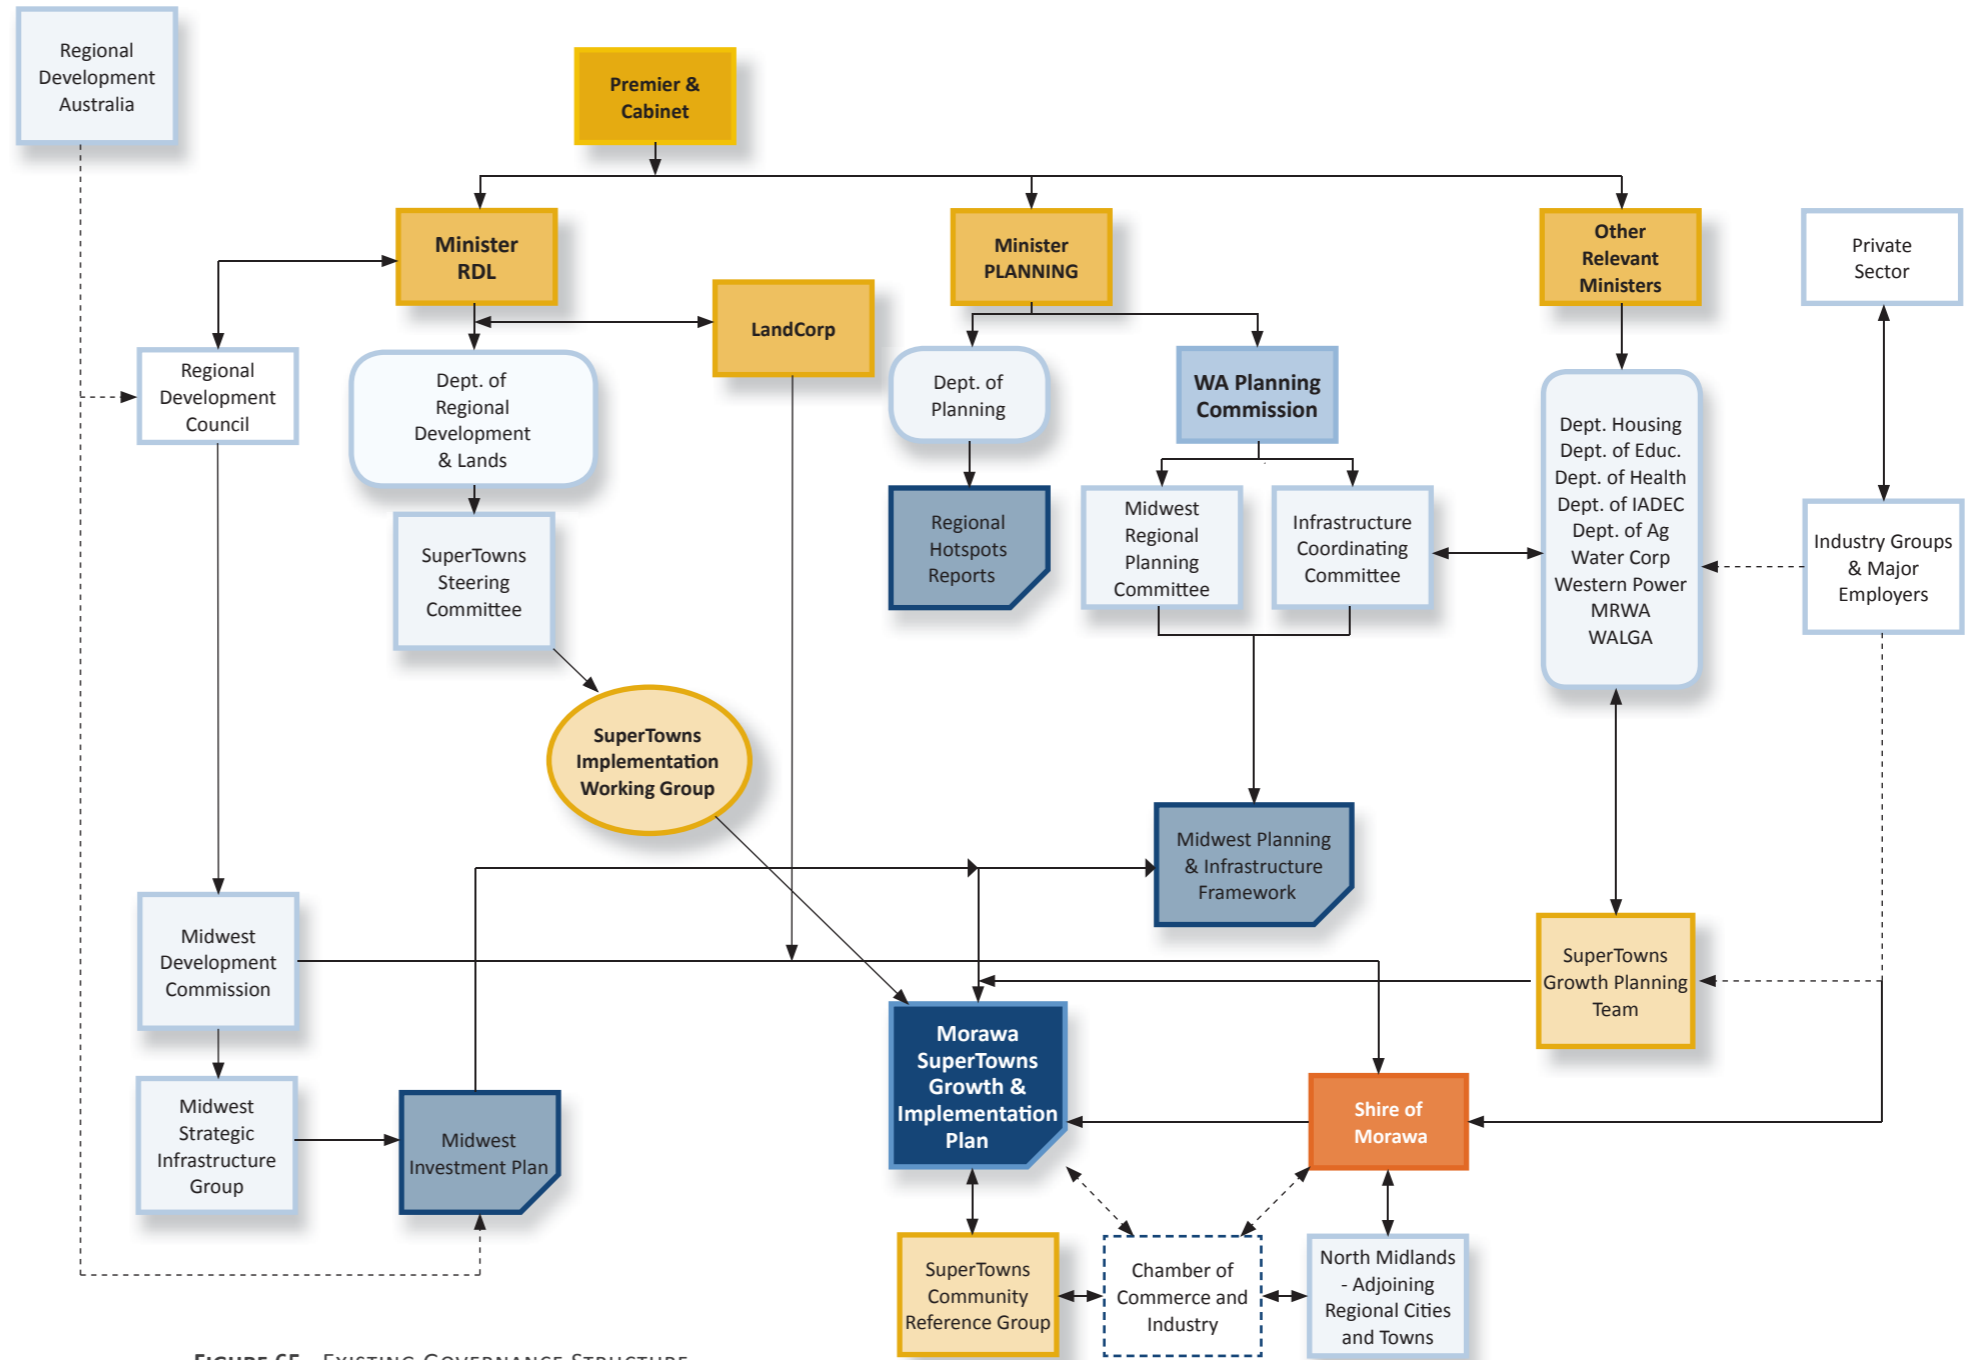 Regional
Development
Australia
Premier &
Cabinet
Minister
RDL
Minister
PLANNING
Other
Relevant
Ministers
Private
Sector
LandCorp
Regional
Development
Council
Dept. of
Regional
Development
& Lands
Dept. of
Planning
WA Planning
Commission
Dept. Housing
Dept. of Educ.
Dept. of Health
Dept. of IADEC
Dept. of Ag
Water Corp
Western Power
MRWA
WALGA
SuperTowns
Steering
Committee
Regional
Hotspots
Reports
Midwest
Regional
Planning
Committee
Infrastructure
Coordinating
Committee
Industry Groups
& Major
Employers
SuperTowns
Implementation
Working Group
Midwest Planning
& Infrastructure
Framework
Midwest
Development
Commission
SuperTowns
Growth Planning
Team
Morawa
SuperTowns
Growth &
Implementation
Plan
Shire of
Morawa
Midwest
Strategic
Infrastructure
Group
Midwest
Investment Plan
SuperTowns
Community
Reference Group
Chamber of
Commerce and
Industry
North Midlands
- Adjoining
Regional Cities
and Towns
FIGURE 65 EXISTING GOVERNANCE STRUCTURE